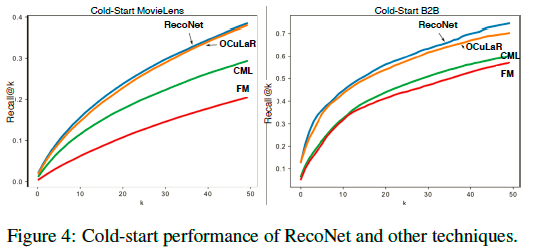 Cold-Start MovieLens
Recall@k
0.4
0.3
0.2
0.1
0.0
RecoNet
OCuLaR
CML
FM
0
10
20
30
40
50
k
Cold-Start B2B
Recall@k
0.7
0.6
0.5
0.4
0.3
0.2
0.1
RecoNet
OCuLaR
CML
FM
0
10
20
30
40
50
k
Figure 4: Cold-start performance of RecoNet and other techniques.